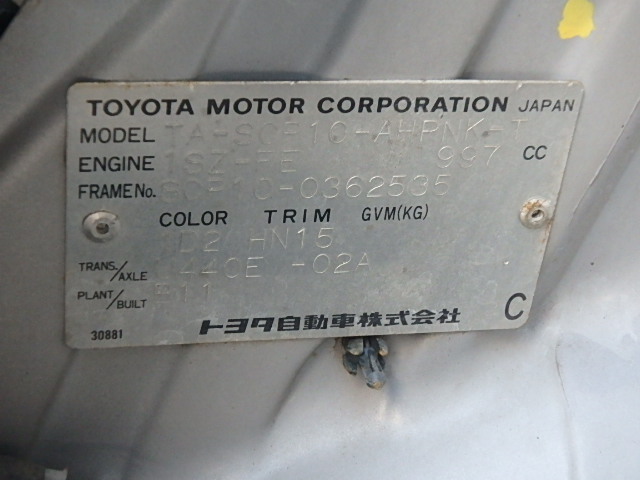 TOYOTA MOTOR CORPORATION JAPAN
MODEL TA-SCP10-AHPNK-T
ENGINE 1SZ-FE 997 CC
FRAME No. SCP10-0362535
COLOR TRIM GVM(KG)
1D2 HN15
TRANS./AXLE -02A
PLANT/BUILT
C
30881 トヨタ自動車株式会社